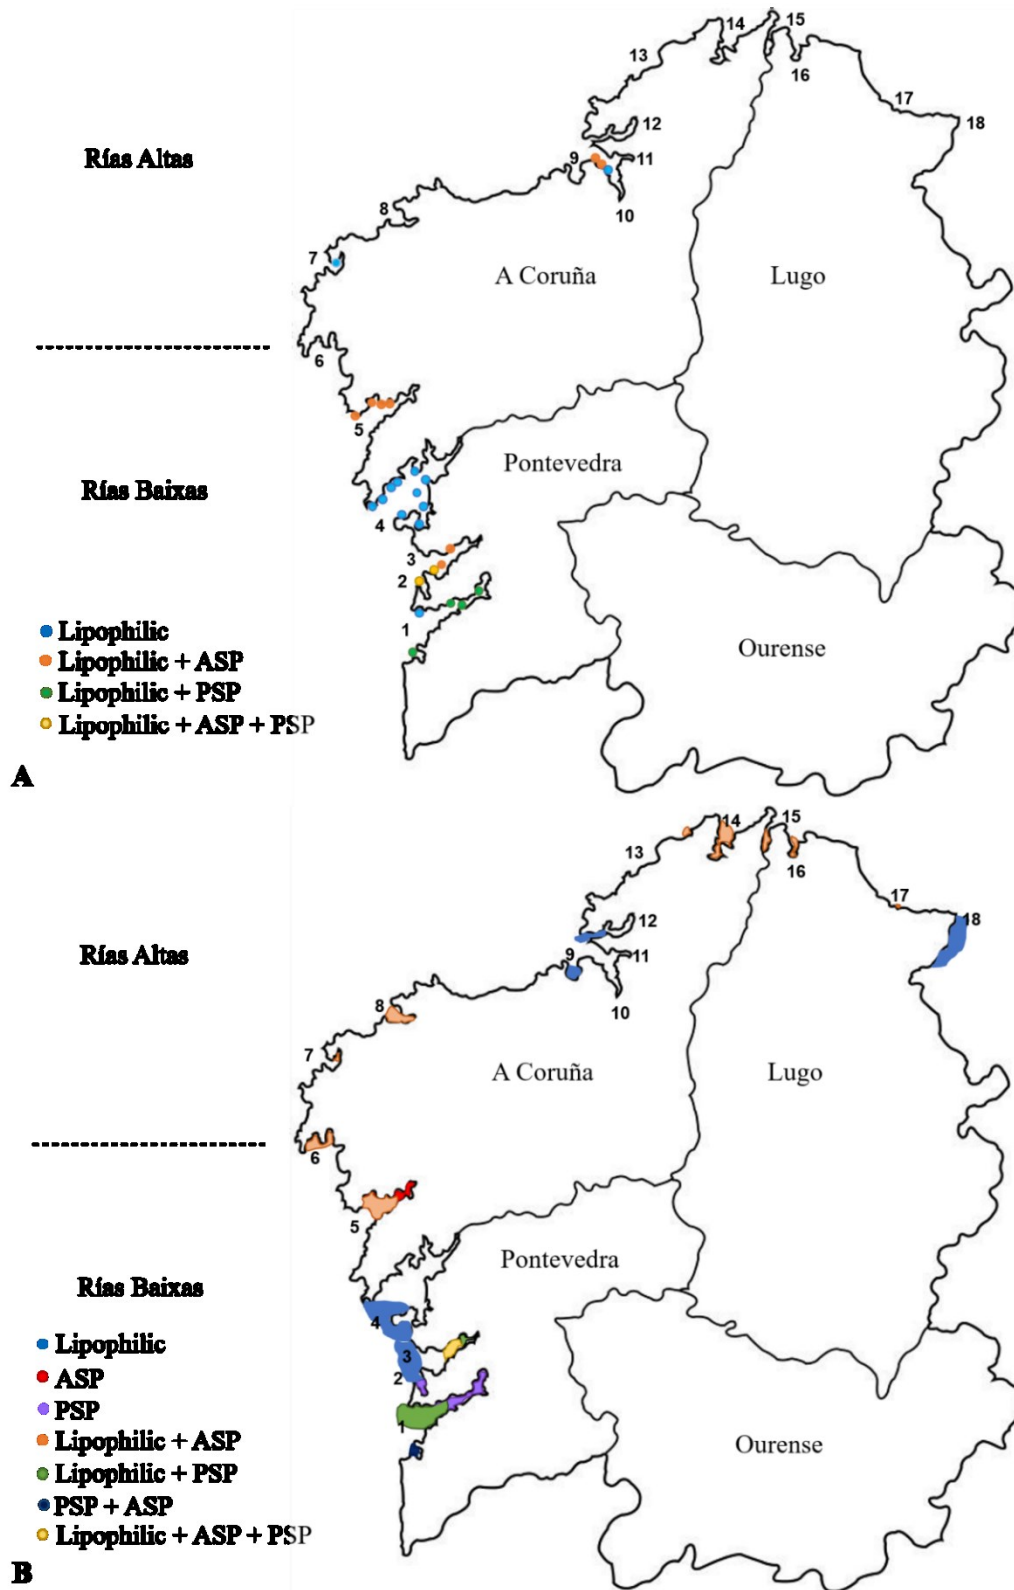 14
15
13
16
17
12
18
Rías Altas
9
11
8
10
7
A Coruña
Lugo
6
5
Pontevedra
Rías Baixas
4
3
2
1
Lipophilic
Lipophilic + ASP
Ourense
Lipophilic + PSP
Lipophilic + ASP + PSP
A
14
15
13
16
17
12
18
Rías Altas
9
11
8
10
7
A Coruña
Lugo
6
5
Pontevedra
Rías Baixas
4
3
2
1
Lipophilic
ASP
PSP
Lipophilic + ASP
Ourense
Lipophilic + PSP
PSP + ASP
Lipophilic + ASP + PSP
B